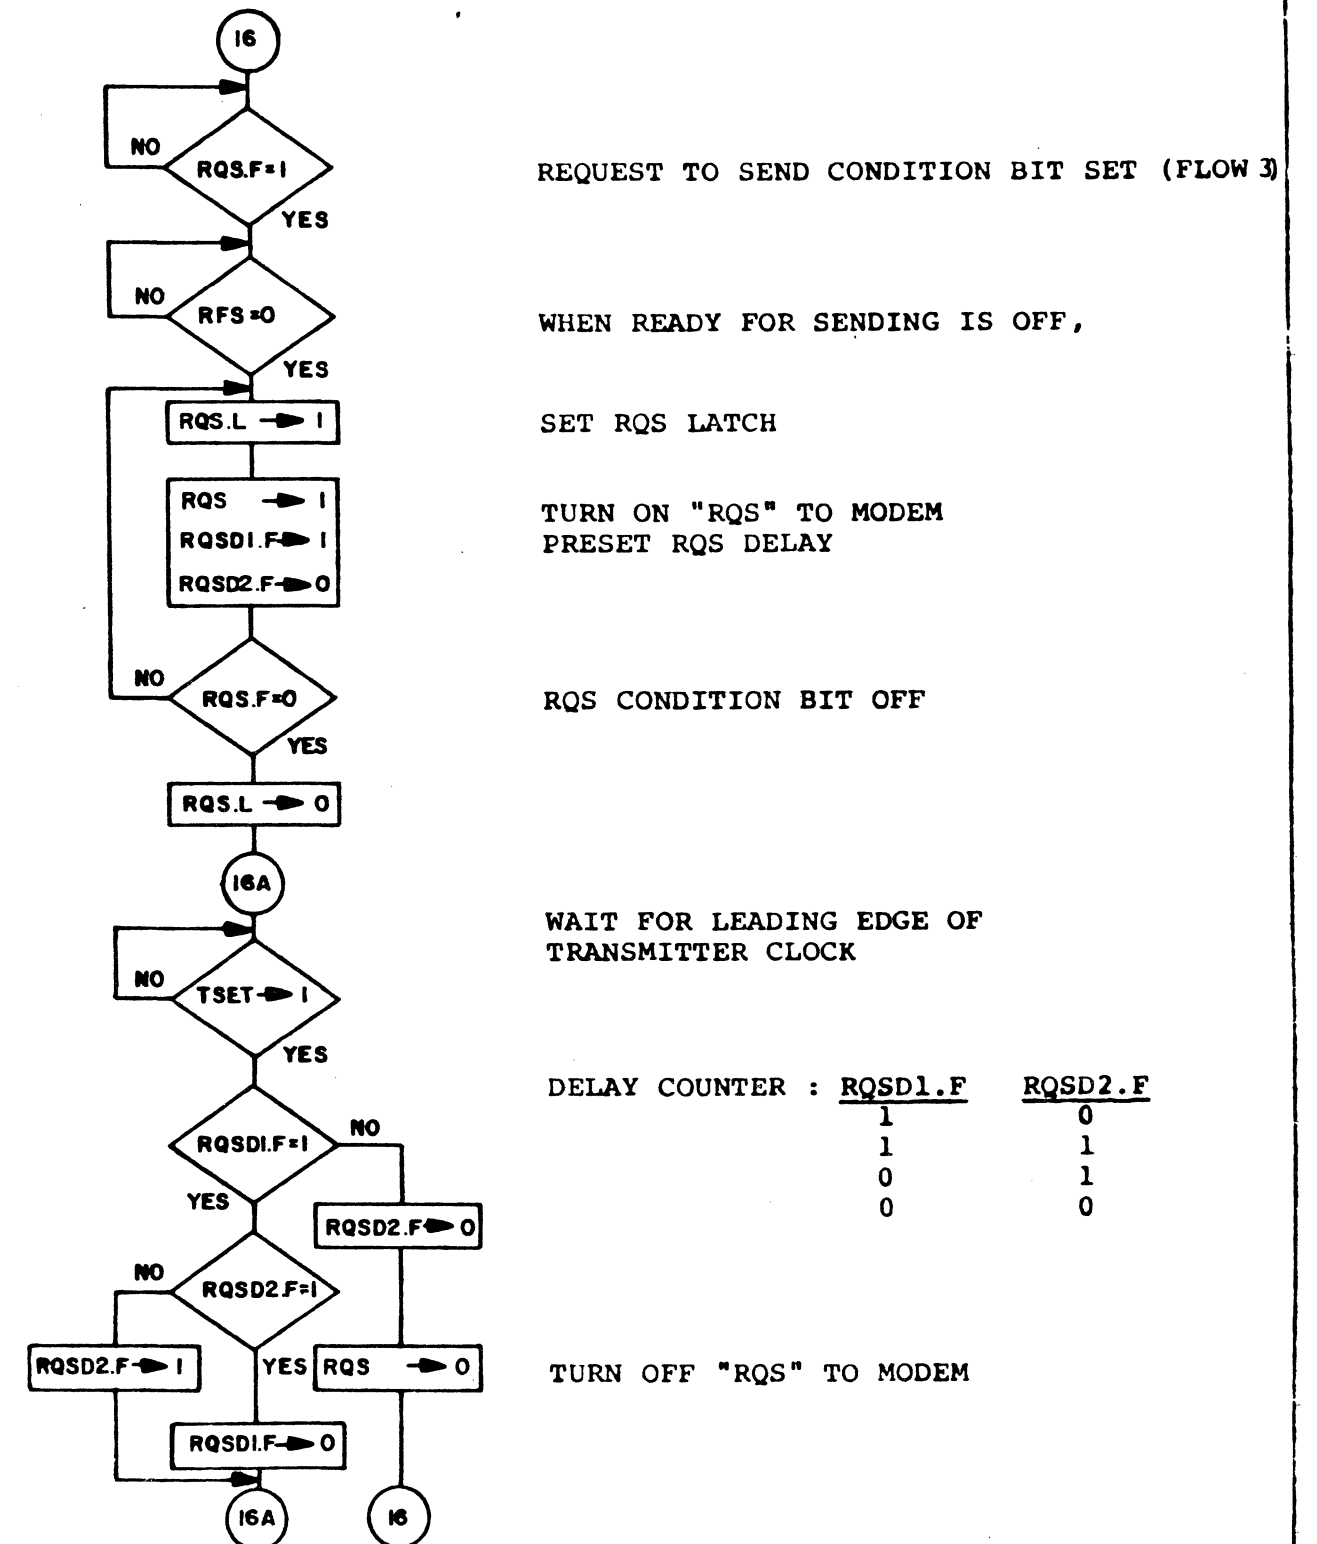 16
NO
RQS.F=1
REQUEST TO SEND CONDITION BIT SET (FLOW 3)
YES
NO
RFS=0
WHEN READY FOR SENDING IS OFF,
YES
RQS.L → 1
SET RQS LATCH
RQS → 1
TURN ON "RQS" TO MODEM
RQSD1.F → 1
PRESET RQS DELAY
RQSD2.F → 0
NO
RQS.F=0
RQS CONDITION BIT OFF
YES
RQS.L → 0
16A
WAIT FOR LEADING EDGE OF
TRANSMITTER CLOCK
NO
TSET → 1
YES
DELAY COUNTER : RQSD1.F RQSD2.F
1 0
1 1
0 1
0 0
RQSD1.F=1
NO
YES
RQSD2.F → 0
NO
RQSD2.F=1
RQSD2.F → 1
YES
RQS → 0
TURN OFF "RQS" TO MODEM
RQSD1.F → 0
16A
16